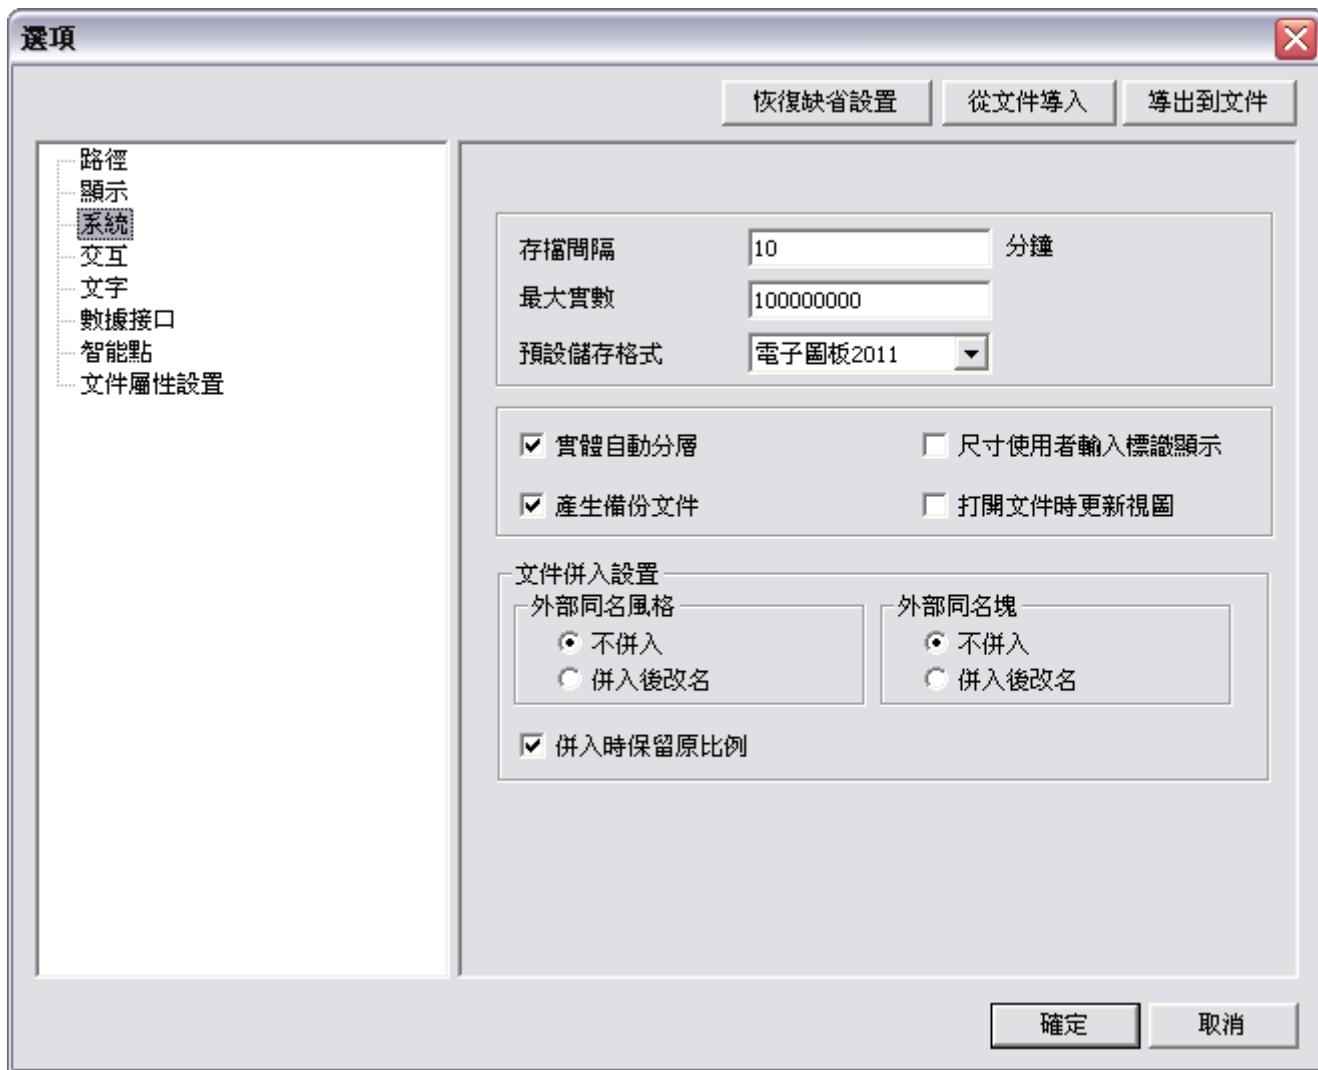 選項
恢復缺省設置 從文件導入 導出到文件
路徑
顯示
系統
交互
文字
數據接口
智能點
文件屬性設置
存擋間隔 10 分鐘
最大實數 100000000
預設儲存格式 電子圖板2011
實體自動分層 尺寸使用者輸入標識顯示
產生備份文件 打開文件時更新視圖
文件併入設置
外部同名風格 外部同名塊
不併入 不併入
併入後改名 併入後改名
併入時保留原比例
確定 取消